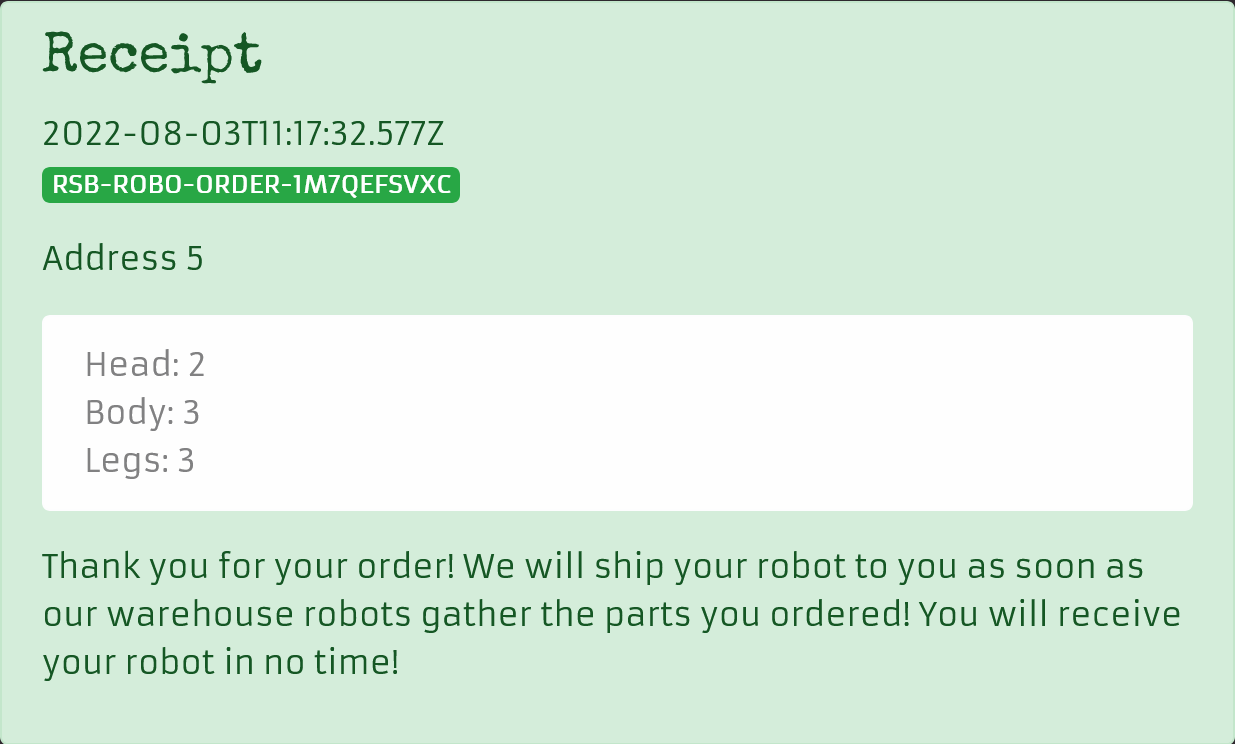 Receipt
2022-08-03T11:17:32.577Z
RSB-ROBO-ORDER-1M7QEFSVXC
Address 5
Head: 2
Body: 3
Legs: 3
Thank you for your order! We will ship your robot to you as soon as
our warehouse robots gather the parts you ordered! You will receive
your robot in no time!